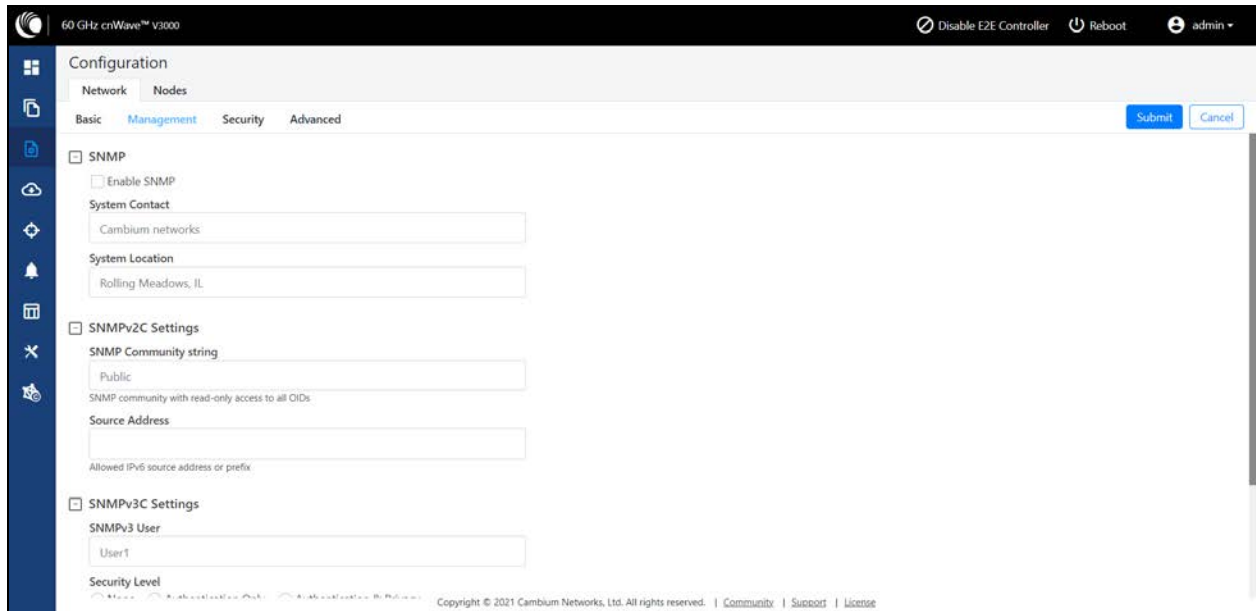 60 GHz cnWave™ V3000
Disable E2E Controller
Reboot
admin
Configuration
Network Nodes
Basic Management Security Advanced
Submit Cancel
SNMP
Enable SNMP
System Contact
Cambium networks
System Location
Rolling Meadows, IL
SNMPv2C Settings
SNMP Community string
Public
SNMP community with read-only access to all OIDs
Source Address
Allowed IPv6 source address or prefix
SNMPv3C Settings
SNMPv3 User
User1
Security Level
Copyright © 2021 Cambium Networks, Ltd. All rights reserved. | Community | Support | License